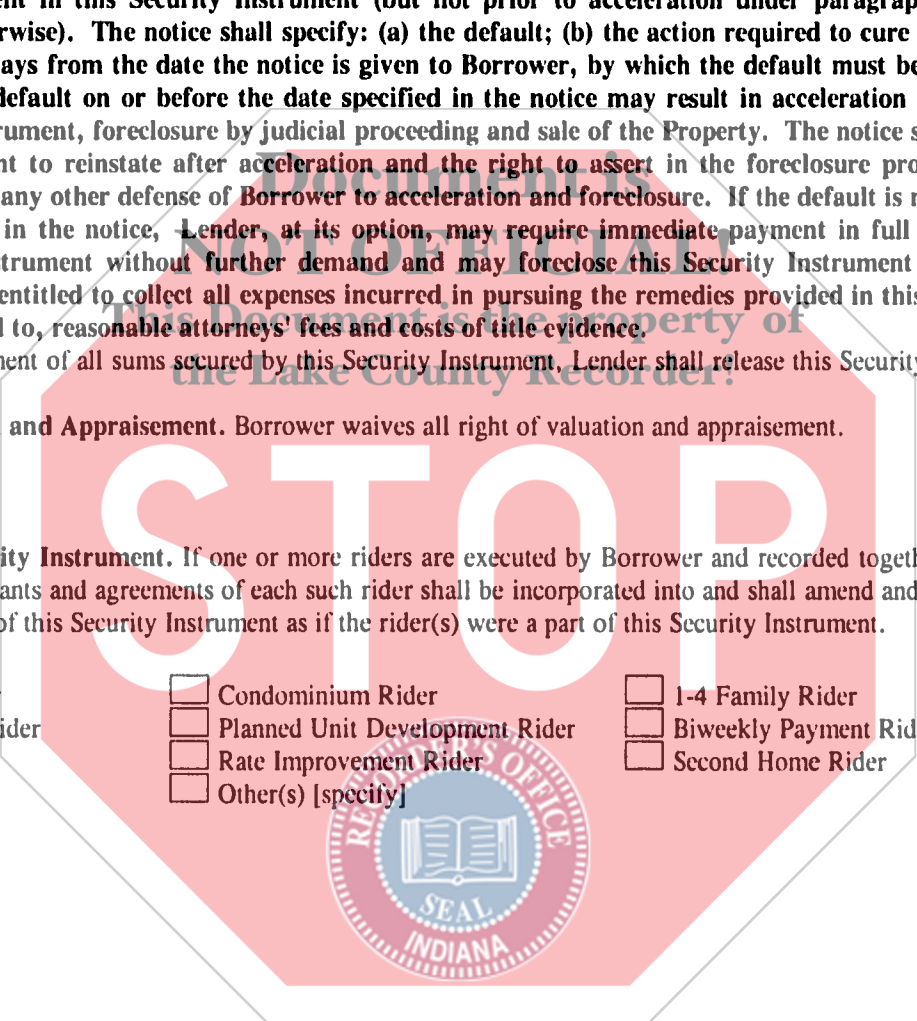 ent in this Security Instrument (but not prior to acceleration under paragrap
rwise). The notice shall specify: (a) the default; (b) the action required to cure
ays from the date the notice is given to Borrower, by which the default must be
default on or before the date specified in the notice may result in acceleration
rument, foreclosure by judicial proceeding and sale of the Property. The notice s
nt to reinstate after acceleration and the right to assert in the foreclosure pro
any other defense of Borrower to acceleration and foreclosure. If the default is n
in the notice, Lender, at its option, may require immediate payment in full
strument without further demand and may foreclose this Security Instrument
entitled to collect all expenses incurred in pursuing the remedies provided in this
l to, reasonable attorneys' fees and costs of title evidence.
nent of all sums secured by this Security Instrument, Lender shall release this Security
Document is
NOT OFFICIAL!
This Document is the property of
the Lake County Recorder!
and Appraisement. Borrower waives all right of valuation and appraisement.
STOP
ity Instrument. If one or more riders are executed by Borrower and recorded togeth
ants and agreements of each such rider shall be incorporated into and shall amend and
of this Security Instrument as if the rider(s) were a part of this Security Instrument.
Condominium Rider 1-4 Family Rider
ider Planned Unit Development Rider Biweekly Payment Rid
Rate Improvement Rider Second Home Rider
Other(s) [specify]
RECORDER'S OFFICE
SEAL
INDIANA